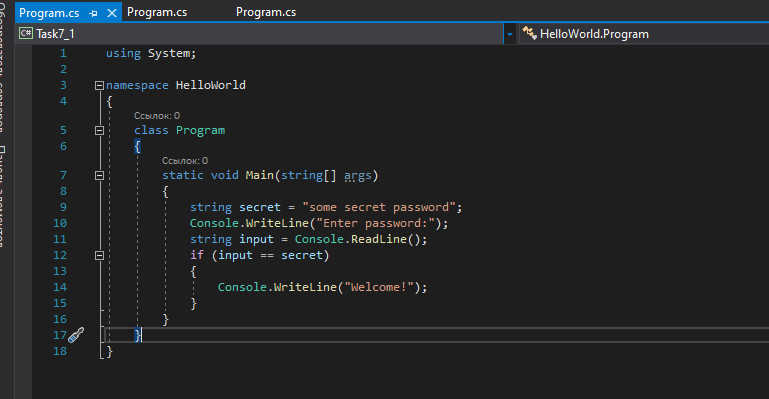 Program.cs Program.cs Program.cs
Task7_1 HelloWorld.Program
1 using System;
2
3 namespace HelloWorld
4 {
Ссылок: 0
5 class Program
6 {
Ссылок: 0
7 static void Main(string[] args)
8 {
9 string secret = "some secret password";
10 Console.WriteLine("Enter password:");
11 string input = Console.ReadLine();
12 if (input == secret)
13 {
14 Console.WriteLine("Welcome!");
15 }
16 }
17 }
18 }